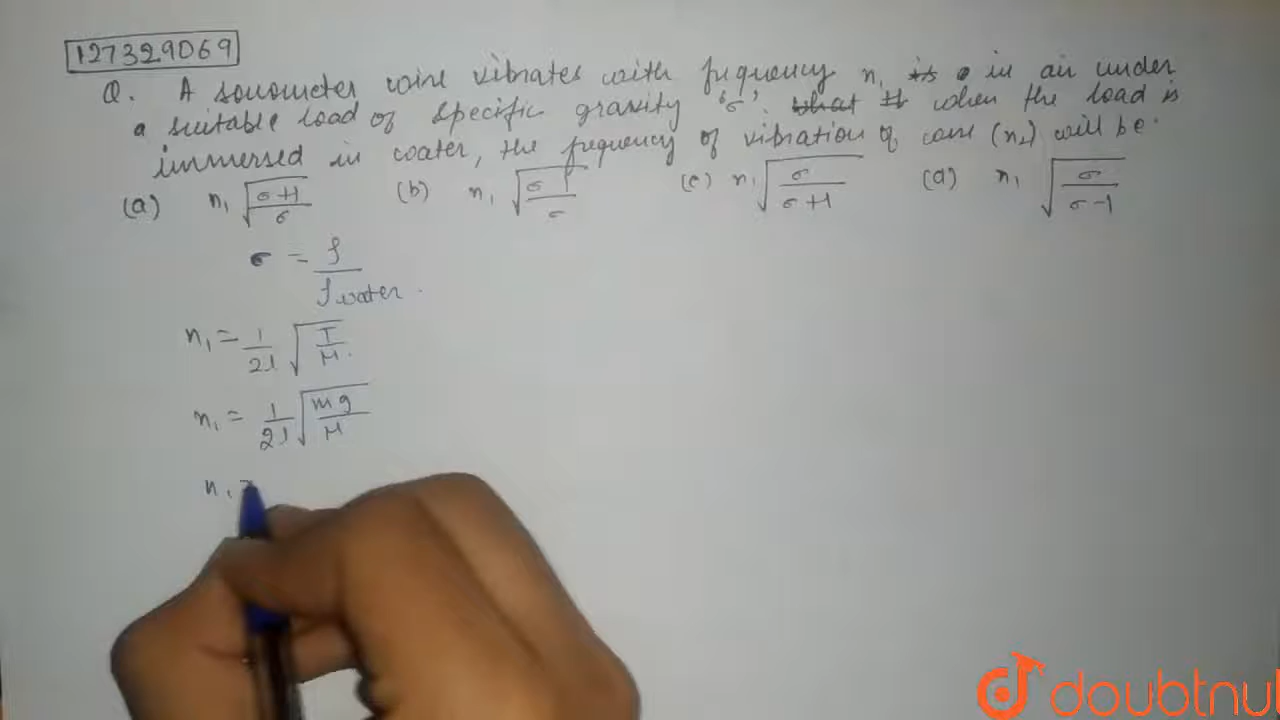 127329069
Q. A sonometer wire vibrates with frequency n₁ in air under
a suitable load of specific gravity 'σ'. when the load is
immersed in water, the frequency of vibration of wire (n₂) will be.
(a) n₁ √(σ+1/σ) (b) n₁ √(σ 1/σ) (c) n₁ √(σ/σ+1) (d) n₁ √(σ/σ-1)
σ = ρ/ρwater.
n₁ = 1/2l √(T/μ).
n₁ = 1/2l √(mg/μ)
n₁ =
doubtnut